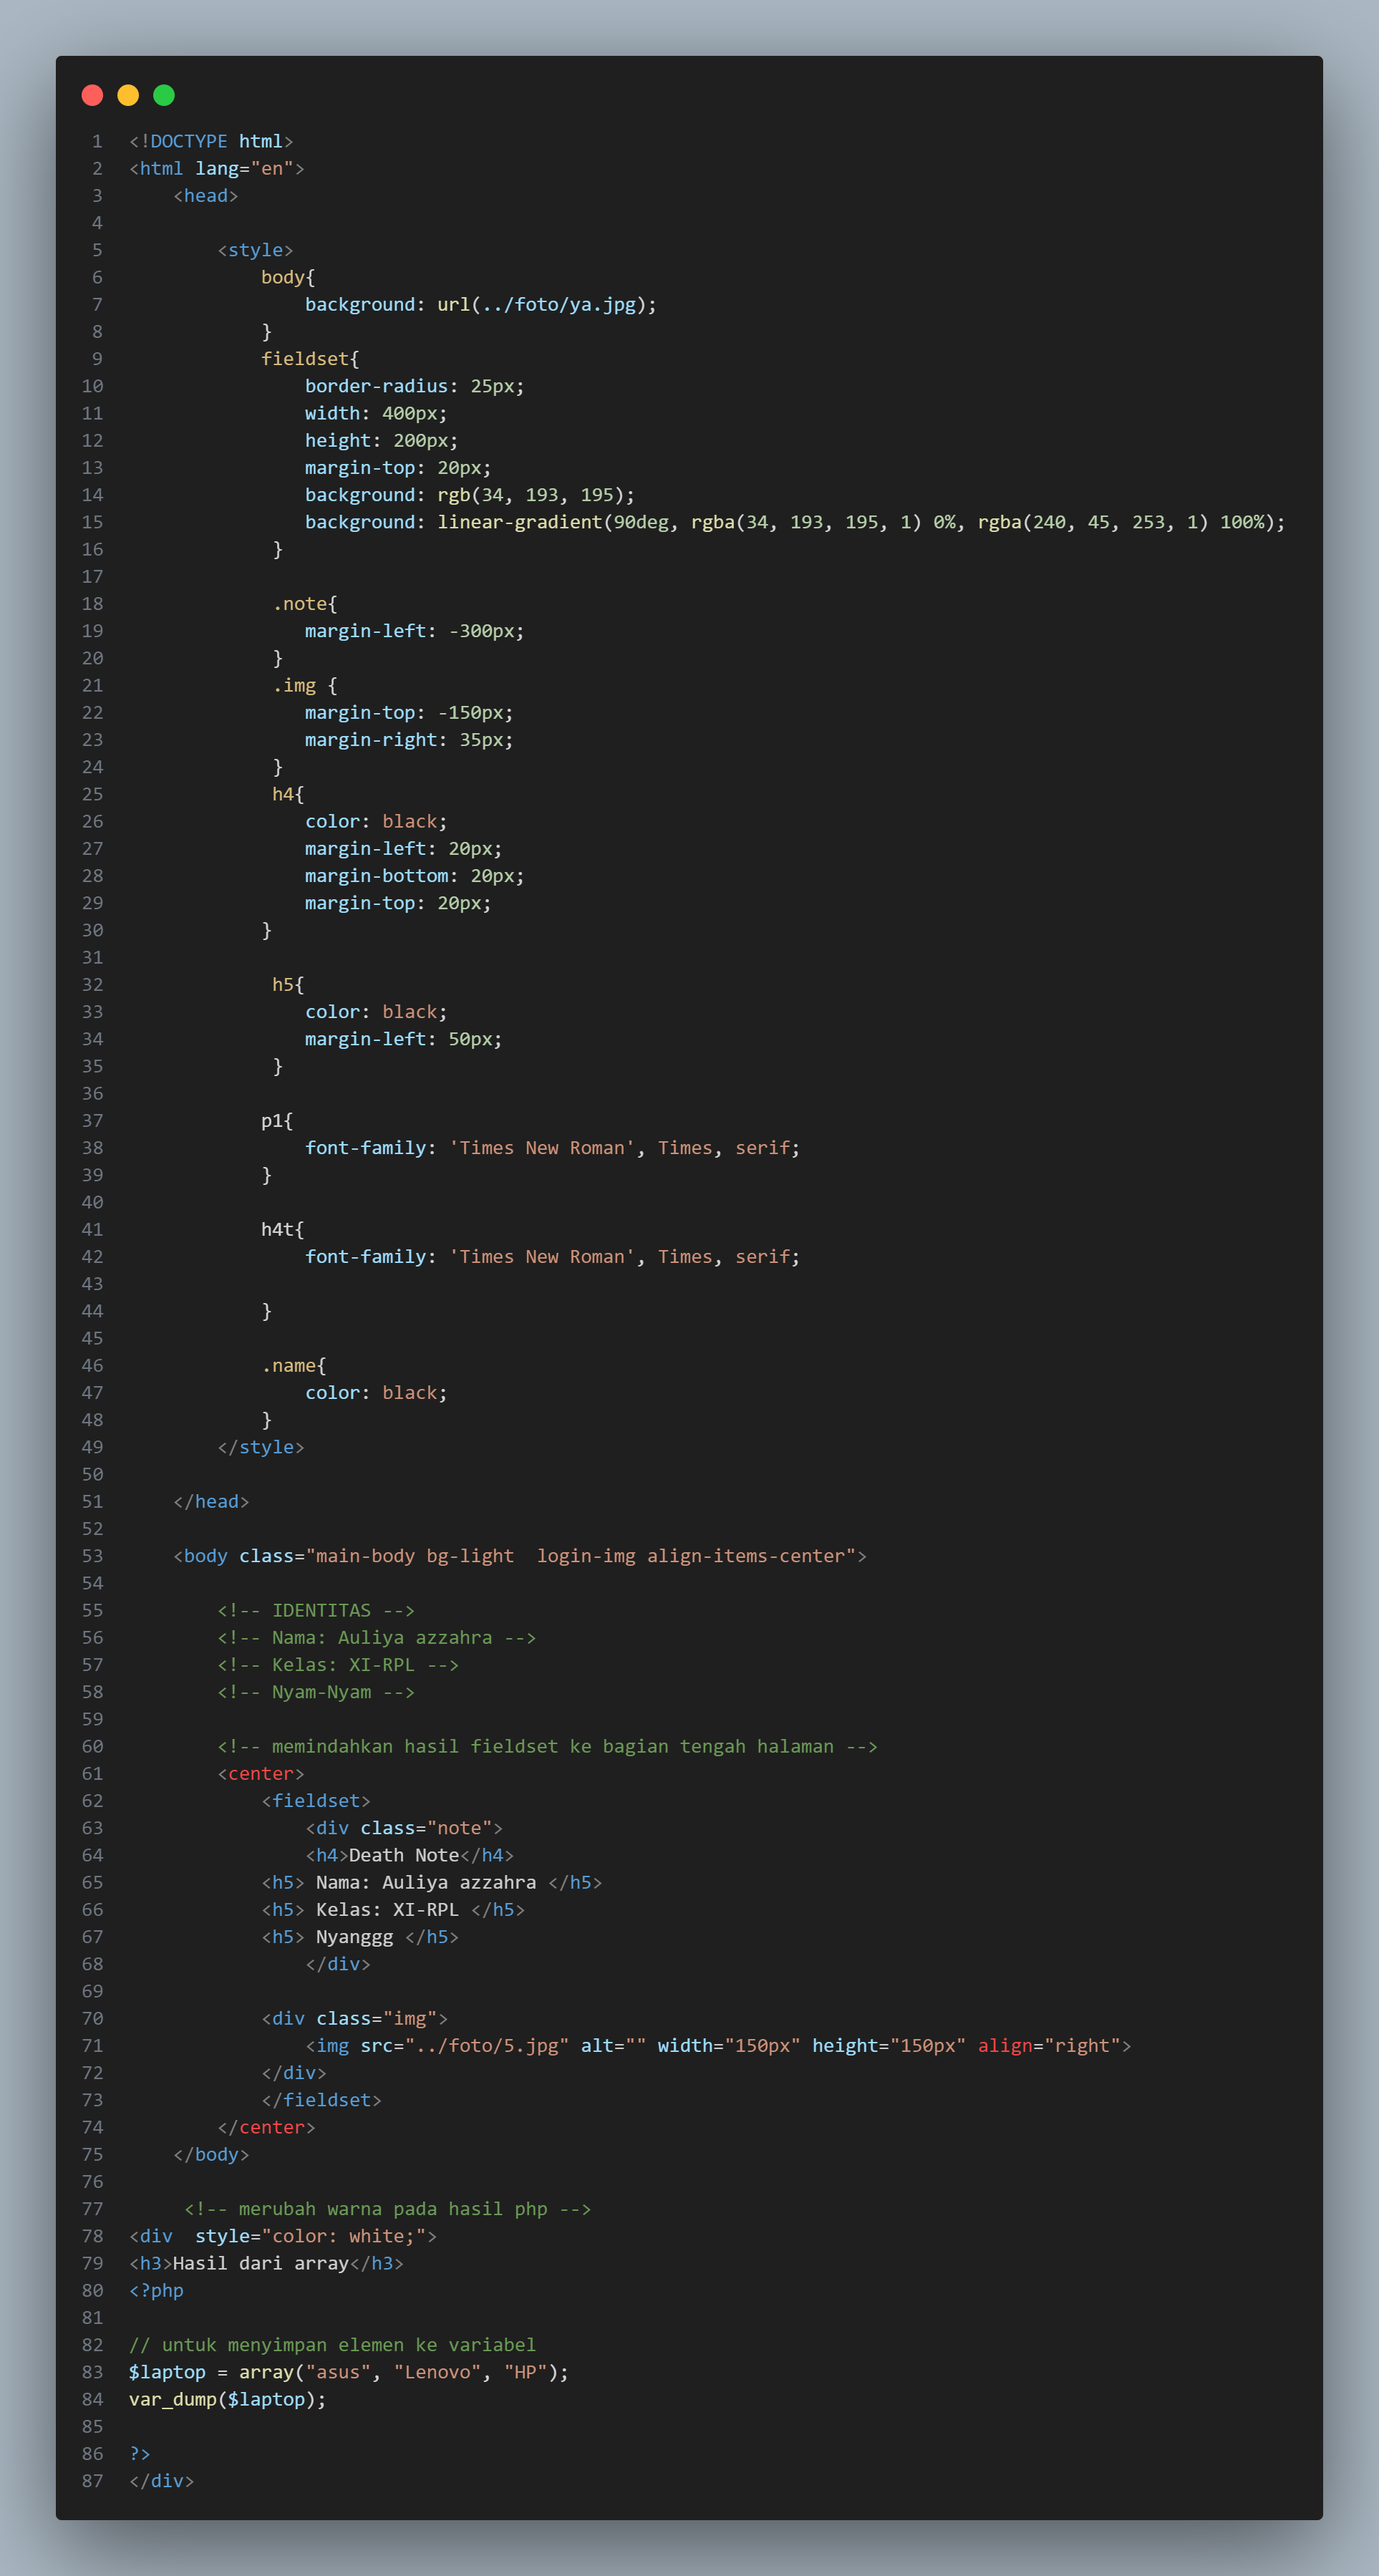 1 <!DOCTYPE html>
2 <html lang="en">
3     <head>
4
5         <style>
6             body{
7                 background: url(../foto/ya.jpg);
8             }
9             fieldset{
10                 border-radius: 25px;
11                 width: 400px;
12                 height: 200px;
13                 margin-top: 20px;
14                 background: rgb(34, 193, 195);
15                 background: linear-gradient(90deg, rgba(34, 193, 195, 1) 0%, rgba(240, 45, 253, 1) 100%);
16              }
17
18              .note{
19                 margin-left: -300px;
20              }
21              .img {
22                 margin-top: -150px;
23                 margin-right: 35px;
24              }
25              h4{
26                 color: black;
27                 margin-left: 20px;
28                 margin-bottom: 20px;
29                 margin-top: 20px;
30             }
31
32              h5{
33                 color: black;
34                 margin-left: 50px;
35              }
36
37             p1{
38                 font-family: 'Times New Roman', Times, serif;
39             }
40
41             h4t{
42                 font-family: 'Times New Roman', Times, serif;
43
44             }
45
46             .name{
47                 color: black;
48             }
49         </style>
50
51     </head>
52
53     <body class="main-body bg-light  login-img align-items-center">
54
55         <!-- IDENTITAS -->
56         <!-- Nama: Auliya azzahra -->
57         <!-- Kelas: XI-RPL -->
58         <!-- Nyam-Nyam -->
59
60         <!-- memindahkan hasil fieldset ke bagian tengah halaman -->
61         <center>
62             <fieldset>
63                 <div class="note">
64                 <h4>Death Note</h4>
65             <h5> Nama: Auliya azzahra </h5>
66             <h5> Kelas: XI-RPL </h5>
67             <h5> Nyanggg </h5>
68                 </div>
69
70             <div class="img">
71                 <img src="../foto/5.jpg" alt="" width="150px" height="150px" align="right">
72             </div>
73             </fieldset>
74         </center>
75     </body>
76
77      <!-- merubah warna pada hasil php -->
78 <div  style="color: white;">
79 <h3>Hasil dari array</h3>
80 <?php
81
82 // untuk menyimpan elemen ke variabel
83 $laptop = array("asus", "Lenovo", "HP");
84 var_dump($laptop);
85
86 ?>
87 </div>